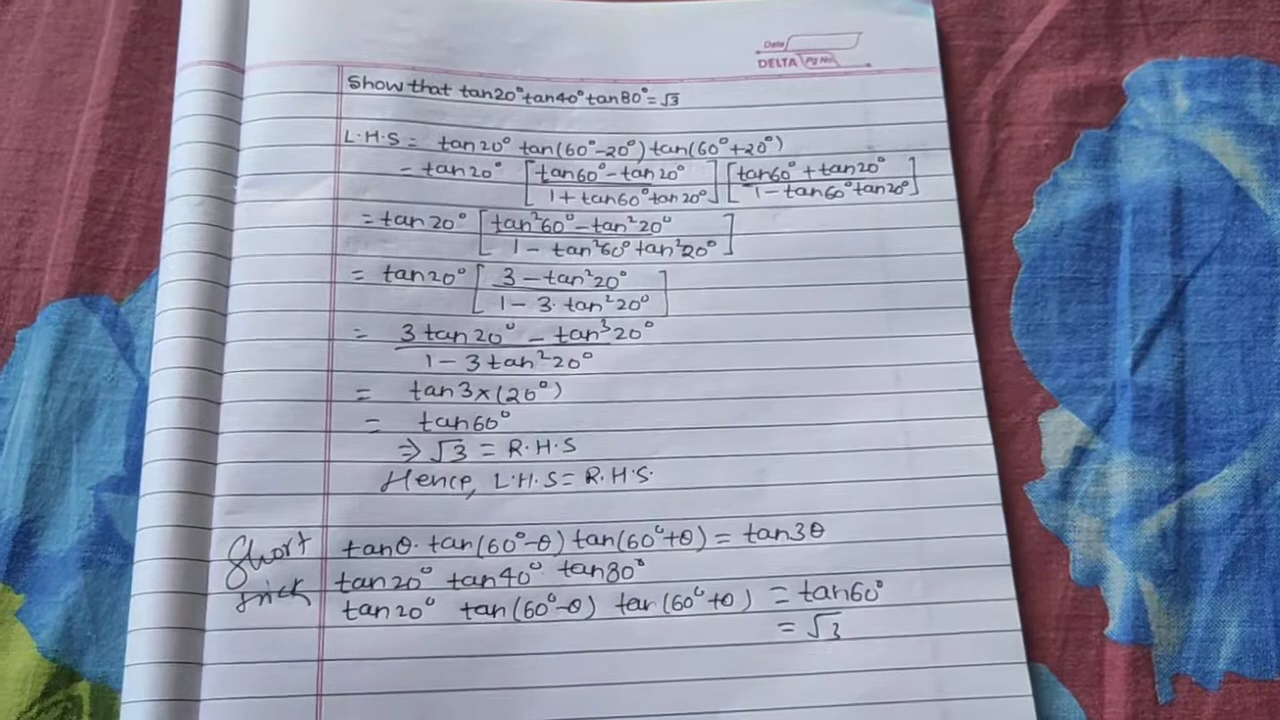 Date
DELTA Pg No.
Show that tan20° tan40° tan80° = √3
L.H.S = tan20° tan(60°-20°) tan(60°+20°)
= tan20° [tan60° - tan20° / 1 + tan60° tan20°] [tan60° + tan20° / 1 - tan60° tan20°]
= tan20° [tan²60° - tan²20° / 1 - tan²60° tan²20°]
= tan20° [3 - tan²20° / 1 - 3. tan²20°]
= 3 tan20° - tan³20° / 1 - 3 tan²20°
= tan3×(20°)
= tan60°
⇒ √3 = R.H.S
Hence, L.H.S = R.H.S.
Short trick
tanθ. tan(60°-θ) tan(60°+θ) = tan3θ
tan20° tan40° tan80°
tan20° tan(60°-θ) tan(60°+θ) = tan60°
= √3